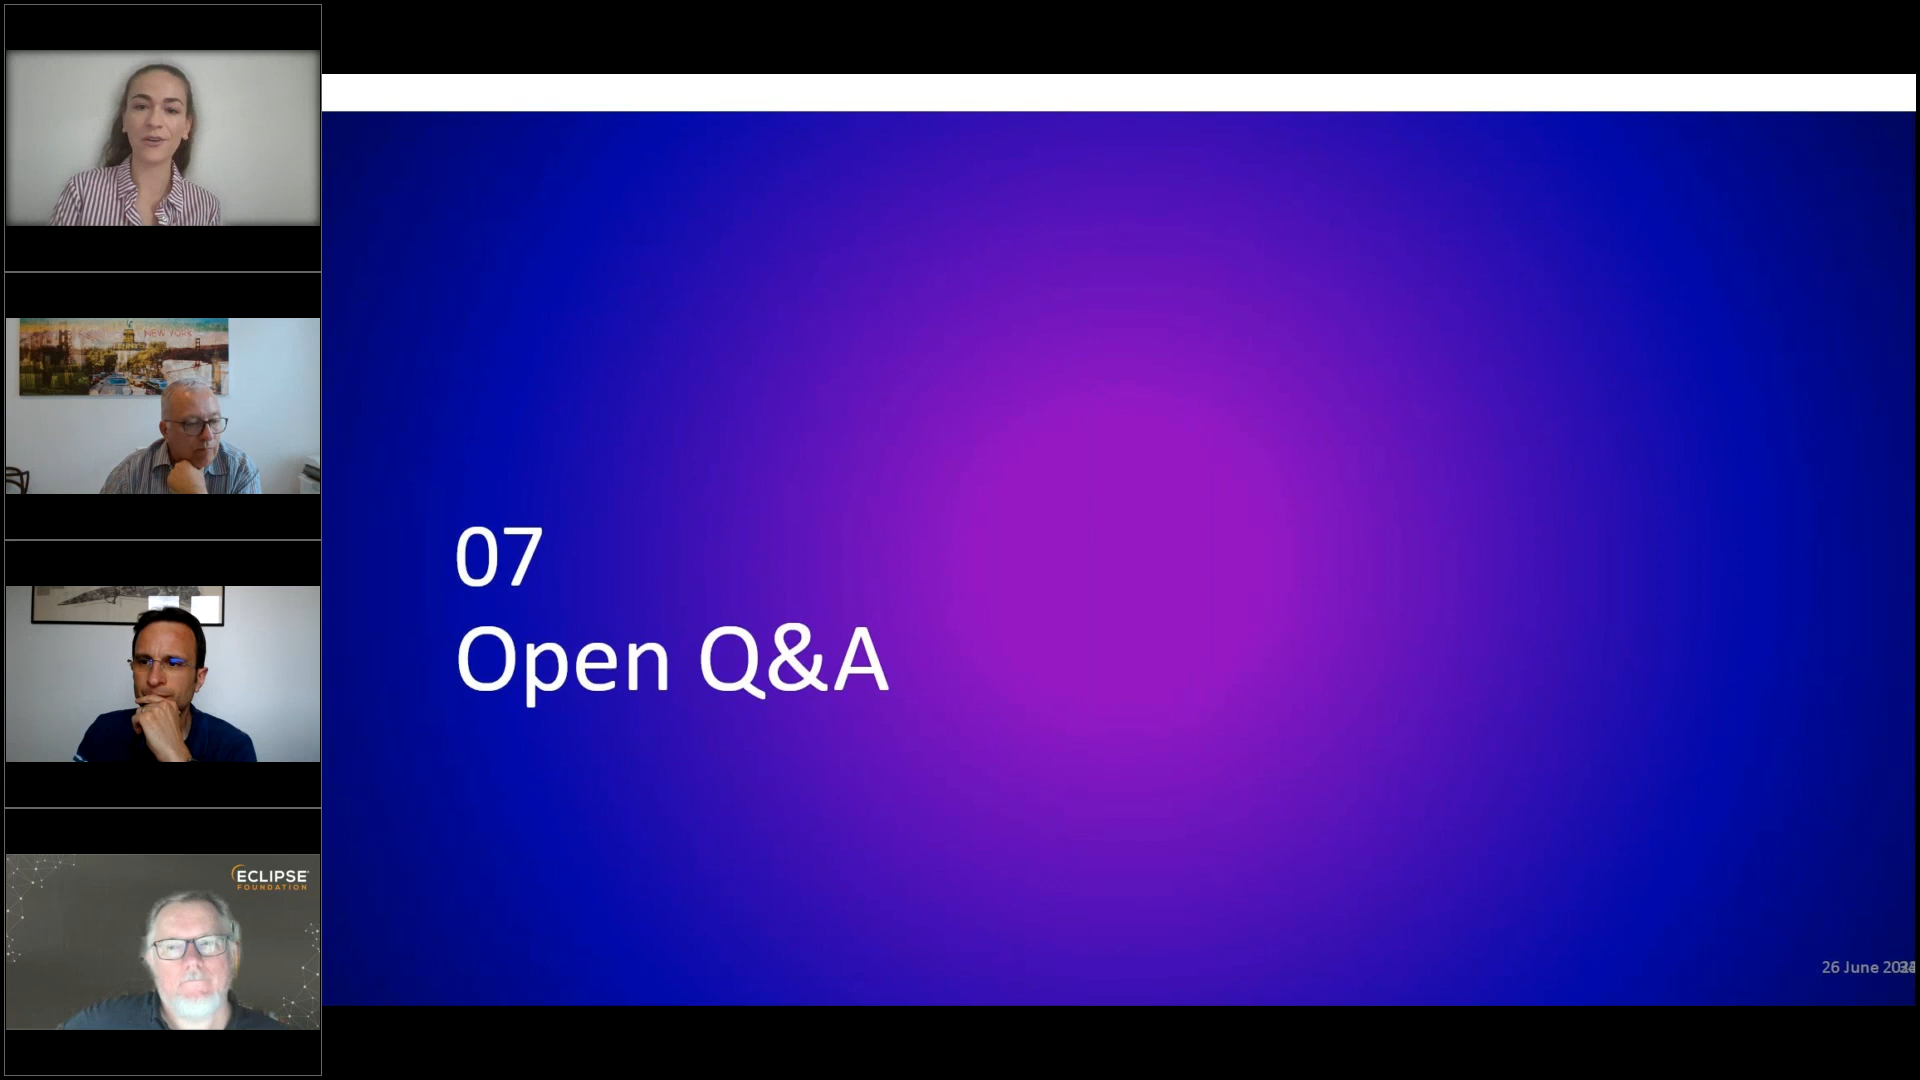 NEW YORK
ECLIPSE
FOUNDATION
07
Open Q&A
26 June